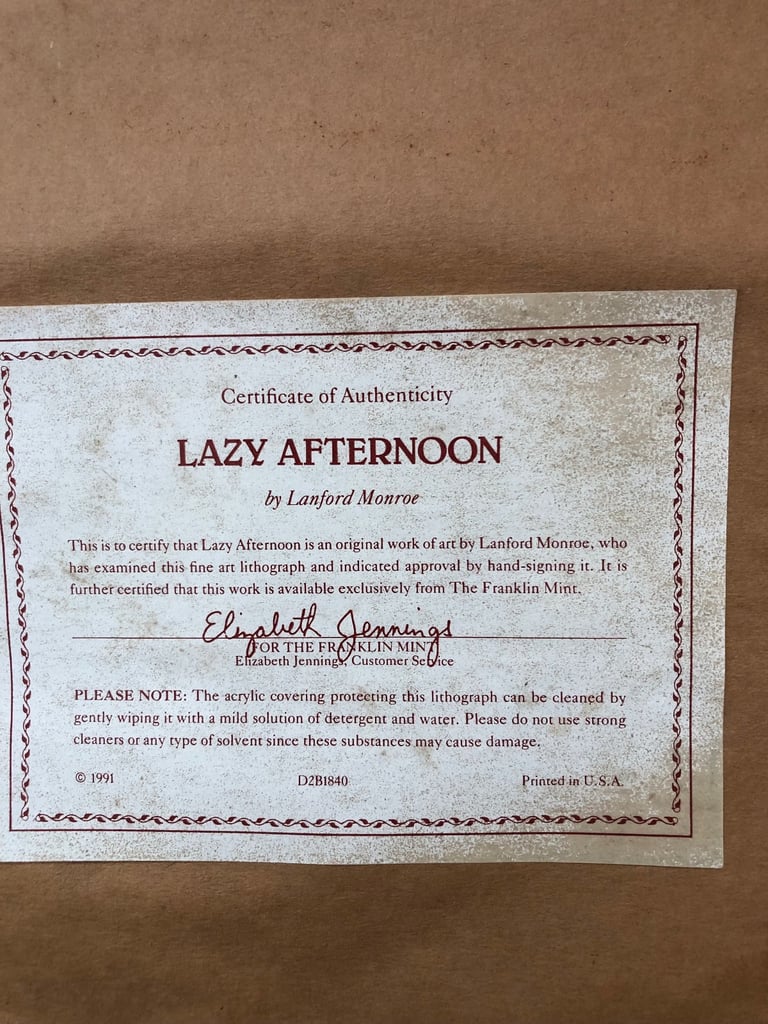 Certificate of Authenticity
LAZY AFTERNOON
by Lanford Monroe
This is to certify that Lazy Afternoon is an original work of art by Lanford Monroe, who
has examined this fine art lithograph and indicated approval by hand-signing it. It is
further certified that this work is available exclusively from The Franklin Mint.
Elizabeth Jennings
FOR THE FRANKLIN MINT
Elizabeth Jennings, Customer Service
PLEASE NOTE: The acrylic covering protecting this lithograph can be cleaned by
gently wiping it with a mild solution of detergent and water. Please do not use strong
cleaners or any type of solvent since these substances may cause damage.
© 1991 D2B1840 Printed in U.S.A.